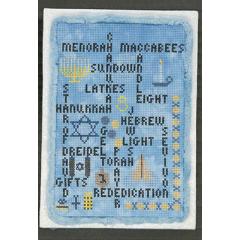 MENORAH MACCABEES
SUNDOWN
LATKES EIGHT
HANUKKAH
HEBREW
LIGHT
DREIDEL
TORAH
GIFTS
REDEDICATION